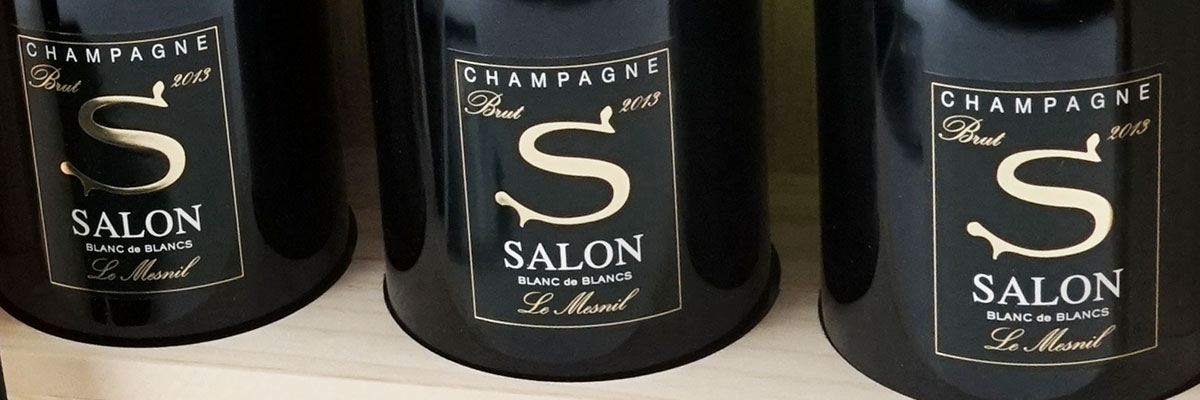 CHAMPAGNE
Brut 2013
S
SALON
BLANC de BLANCS
Le Mesnil
CHAMPAGNE
Brut 2013
S
SALON
BLANC de BLANCS
Le Mesnil
CHAMPAGNE
Brut 2013
S
SALON
BLANC de BLANCS
Le Mesnil